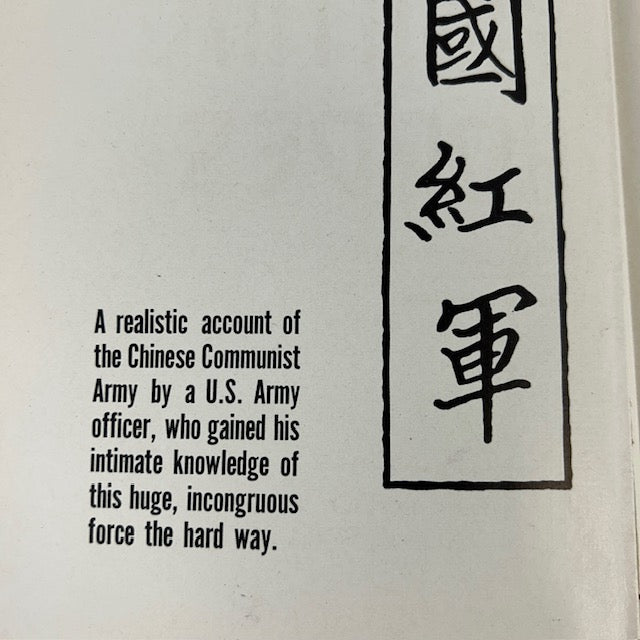 國
紅
軍
A realistic account of
the Chinese Communist
Army by a U.S. Army
officer, who gained his
intimate knowledge of
this huge, incongruous
force the hard way.